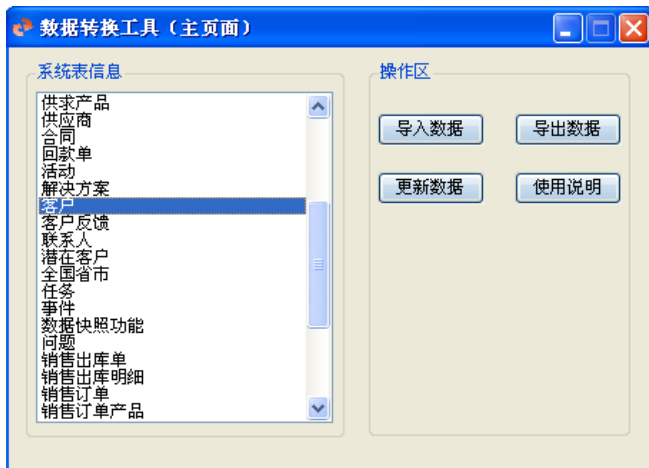 数据转换工具（主页面）
系统表信息
供求产品
供应商
合同
回款单
活动
解决方案
客户
客户反馈
联系人
潜在客户
全国省市
任务
事件
数据快照功能
问题
销售出库单
销售出库明细
销售订单
销售订单产品
操作区
导入数据
导出数据
更新数据
使用说明